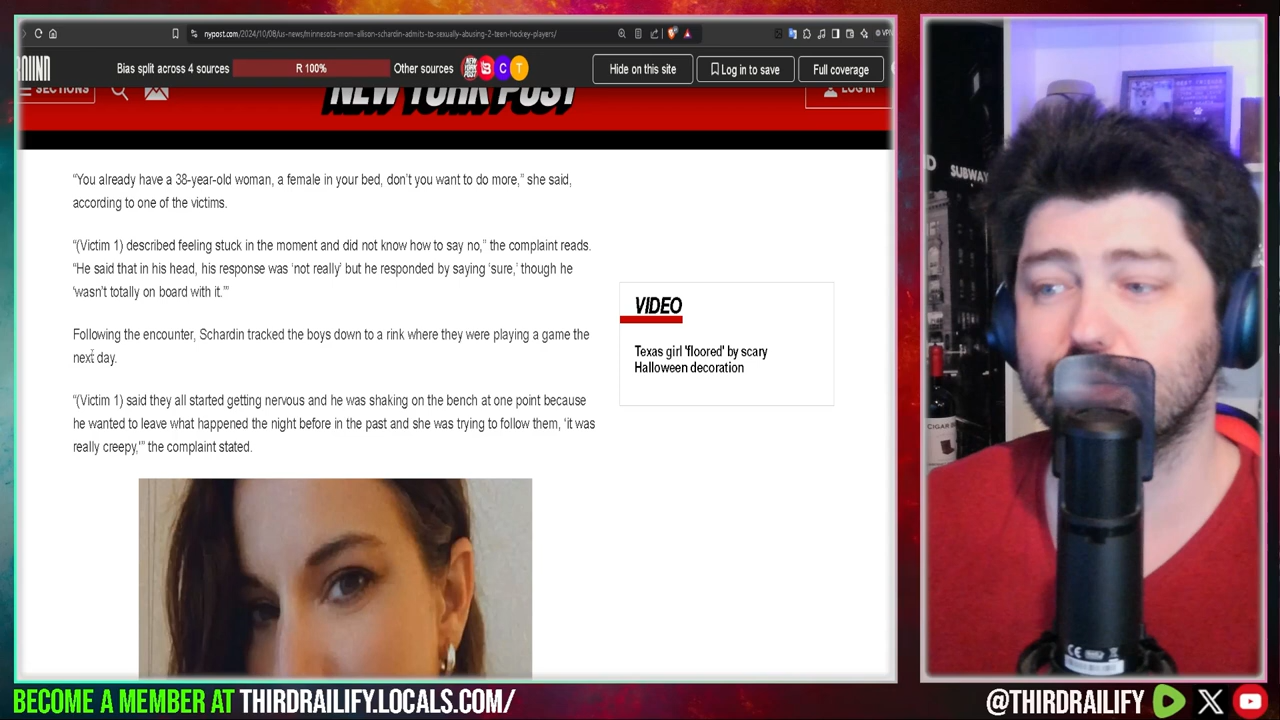 nypost.com/2024/10/08/us-news/minnesota-mom-allison-schardin-admits-to-sexually-abusing-2-teen-hockey-players/
Bias split across 4 sources
R 100%
Other sources
C T
Hide on this site
Log in to save
Full coverage
SECTIONS
NEW YORK POST
LOG IN
“You already have a 38-year-old woman, a female in your bed, don’t you want to do more,” she said,
according to one of the victims.
“(Victim 1) described feeling stuck in the moment and did not know how to say no,” the complaint reads.
“He said that in his head, his response was ‘not really’ but he responded by saying ‘sure,’ though he
‘wasn’t totally on board with it.’”
Following the encounter, Schardin tracked the boys down to a rink where they were playing a game the
next day.
“(Victim 1) said they all started getting nervous and he was shaking on the bench at one point because
he wanted to leave what happened the night before in the past and she was trying to follow them, ‘it was
really creepy,’” the complaint stated.
VIDEO
Texas girl 'floored' by scary
Halloween decoration
SUBWAY
CIGAR
CE
BECOME A MEMBER AT THIRDRAILIFY.LOCALS.COM/
@THIRDRAILIFY